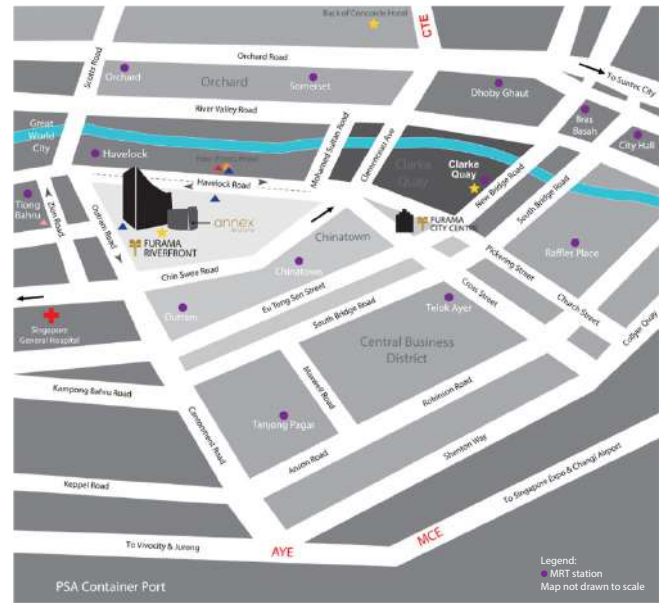 Back of Concorde Hotel
CTE
Orchard Road
To Suntec City
Scotts Road
Orchard
Orchard
Somerset
Dhoby Ghaut
River Valley Road
Great
World
City
Bras
Basah
City Hall
Mohamed Sultan Road
Clemenceau Ave
Havelock
Four Points Hotel
Havelock Road
Clarke
Quay
Clarke
Quay
New Bridge Road
South Bridge Road
Tiong
Bahru
Zion Road
Outram Road
annex
FURAMA
RIVERFRONT
FURAMA
CITY CENTRE
Chinatown
Raffles Place
Pickering Street
Chin Swee Road
Chinatown
Church Street
Cross Street
Eu Tong Sen Street
Outram
South Bridge Road
Telok Ayer
Collyer Quay
Singapore
General Hospital
Central Business
District
Maxwell Road
Kampong Bahru Road
Cantonment Road
Robinson Road
Tanjong Pagar
Anson Road
Shenton Way
Keppel Road
To Singapore Expo & Changi Airport
To Vivocity & Jurong
AYE
MCE
PSA Container Port
Legend:
MRT station
Map not drawn to scale